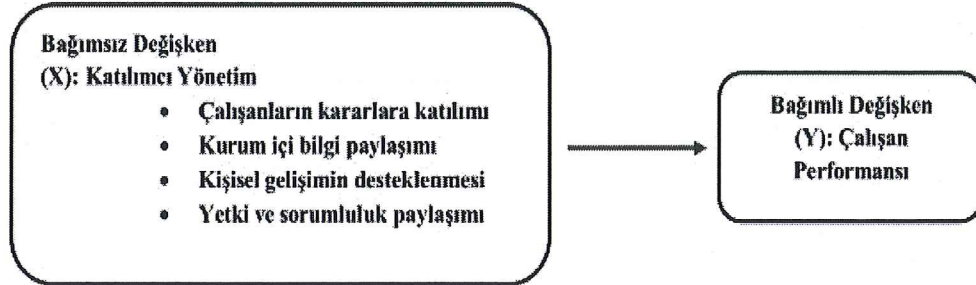 Bağımsız Değişken
(X): Katılımcı Yönetim
• Çalışanların kararlara katılımı
• Kurum içi bilgi paylaşımı
• Kişisel gelişimin desteklenmesi
• Yetki ve sorumluluk paylaşımı
Bağımlı Değişken
(Y): Çalışan
Performansı